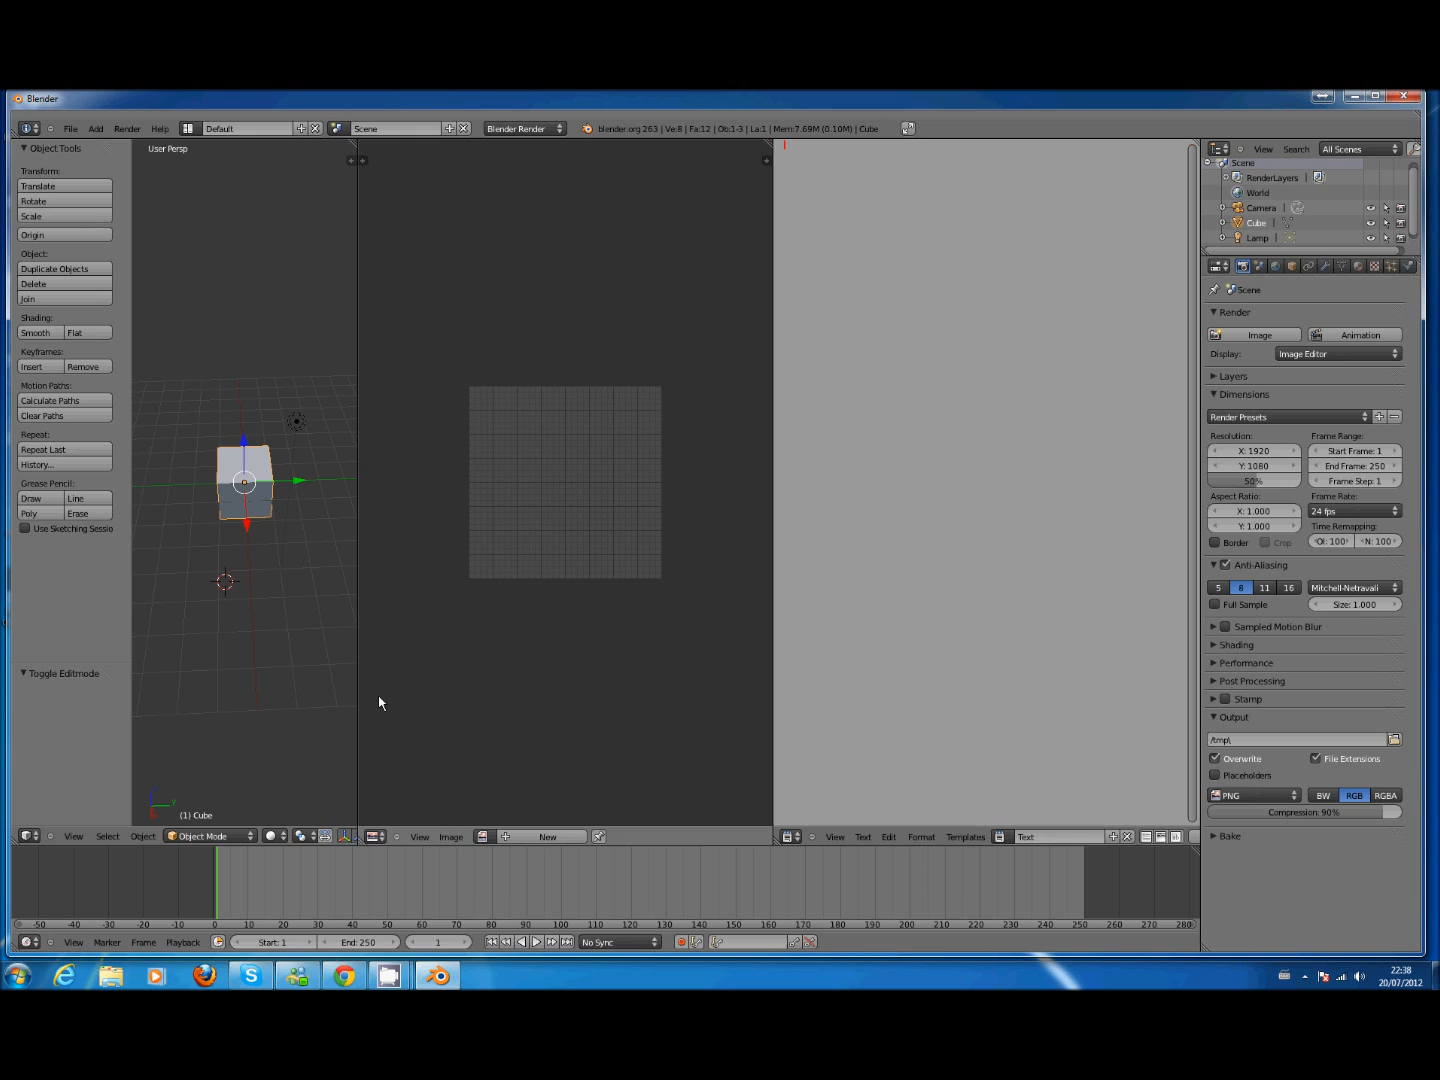 Blender
File Add Render Help Default Scene Blender Render blender.org 263 | Ve:8 | Fa:12 | Ob:1-3 | La:1 | Mem:7.69M (0.10M) | Cube
Object Tools
Transform:
Translate
Rotate
Scale
Origin
Object:
Duplicate Objects
Delete
Join
Shading:
Smooth Flat
Keyframes:
Insert Remove
Motion Paths:
Calculate Paths
Clear Paths
Repeat:
Repeat Last
History...
Grease Pencil:
Draw Line
Poly Erase
Use Sketching Sessio
Toggle Editmode
User Persp
(1) Cube
View Select Object Object Mode
View Image New
View Text Edit Format Templates Text
View Search All Scenes
Scene
RenderLayers
World
Camera
Cube
Lamp
Scene
Render
Image Animation
Display: Image Editor
Layers
Dimensions
Render Presets
Resolution: Frame Range:
X: 1920 Start Frame: 1
Y: 1080 End Frame: 250
50% Frame Step: 1
Aspect Ratio: Frame Rate:
X: 1.000 24 fps
Y: 1.000 Time Remapping:
Border Crop Ol: 100 N: 100
Anti-Aliasing
5 8 11 16 Mitchell-Netravali
Full Sample Size: 1.000
Sampled Motion Blur
Shading
Performance
Post Processing
Stamp
Output
/tmp\
Overwrite File Extensions
Placeholders
PNG BW RGB RGBA
Compression: 90%
Bake
-50 -40 -30 -20 -10 0 10 20 30 40 50 60 70 80 90 100 110 120 130 140 150 160 170 180 190 200 210 220 230 240 250 260 270 280
View Marker Frame Playback Start: 1 End: 250 1 No Sync
22:38
20/07/2012